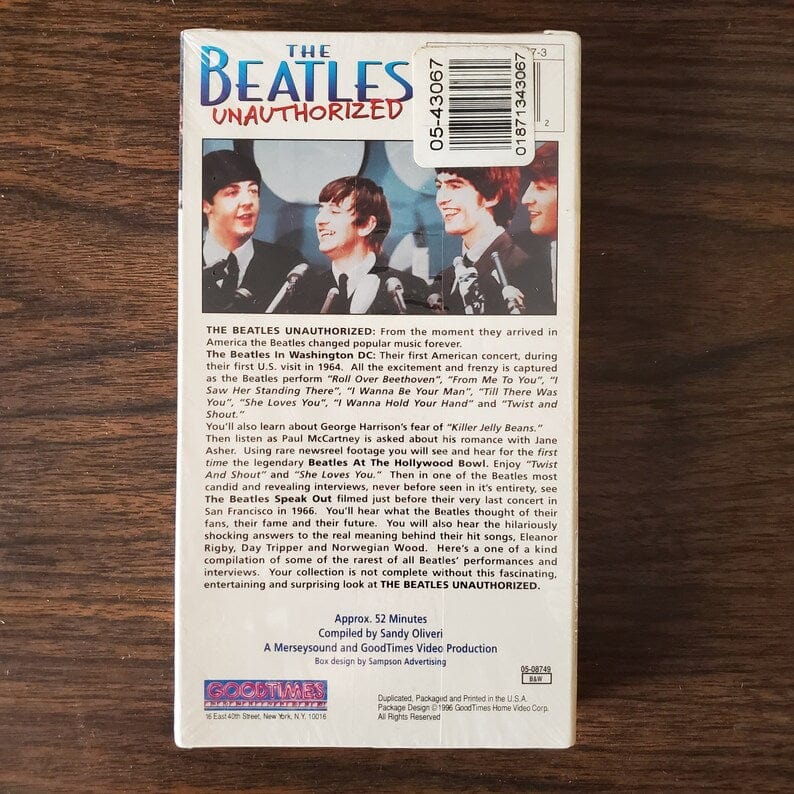 THE
BEATLES
UNAUTHORIZED
05-43067
01871343067
7-3
2
THE BEATLES UNAUTHORIZED: From the moment they arrived in
America the Beatles changed popular music forever.
The Beatles In Washington DC: Their first American concert, during
their first U.S. visit in 1964. All the excitement and frenzy is captured
as the Beatles perform "Roll Over Beethoven", "From Me To You", "I
Saw Her Standing There", "I Wanna Be Your Man", "Till There Was
You", "She Loves You", "I Wanna Hold Your Hand" and "Twist and
Shout."
You'll also learn about George Harrison's fear of "Killer Jelly Beans."
Then listen as Paul McCartney is asked about his romance with Jane
Asher. Using rare newsreel footage you will see and hear for the first
time the legendary Beatles At The Hollywood Bowl. Enjoy "Twist
And Shout" and "She Loves You." Then in one of the Beatles most
candid and revealing interviews, never before seen in it's entirety, see
The Beatles Speak Out filmed just before their very last concert in
San Francisco in 1966. You'll hear what the Beatles thought of their
fans, their fame and their future. You will also hear the hilariously
shocking answers to the real meaning behind their hit songs, Eleanor
Rigby, Day Tripper and Norwegian Wood. Here's a one of a kind
compilation of some of the rarest of all Beatles' performances and
interviews. Your collection is not complete without this fascinating,
entertaining and surprising look at THE BEATLES UNAUTHORIZED.
Approx. 52 Minutes
Compiled by Sandy Oliveri
A Merseysound and GoodTimes Video Production
Box design by Sampson Advertising
05-08749
B&W
GOODTIMES
16 East 40th Street, New York, N.Y. 10016
Duplicated, Packaged and Printed in the U.S.A.
Package Design ©1996 GoodTimes Home Video Corp.
All Rights Reserved